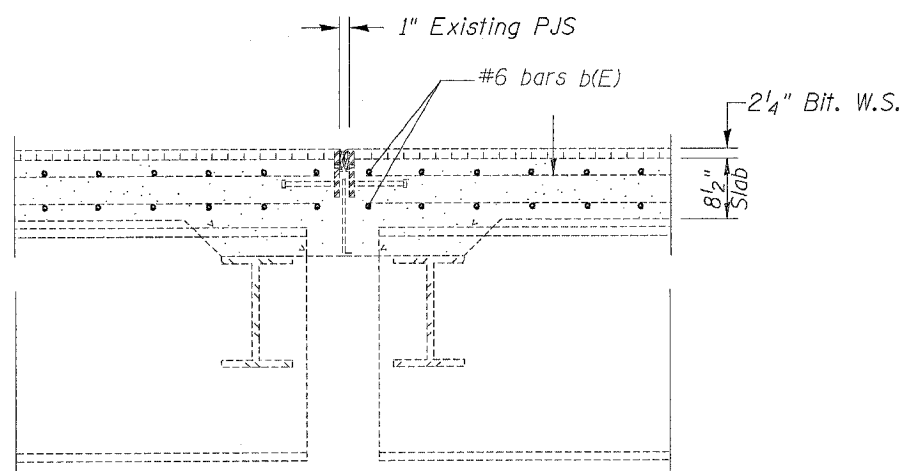 1" Existing PJS
#6 bars b(E)
2¼" Bit. W.S.
8½"
Slab